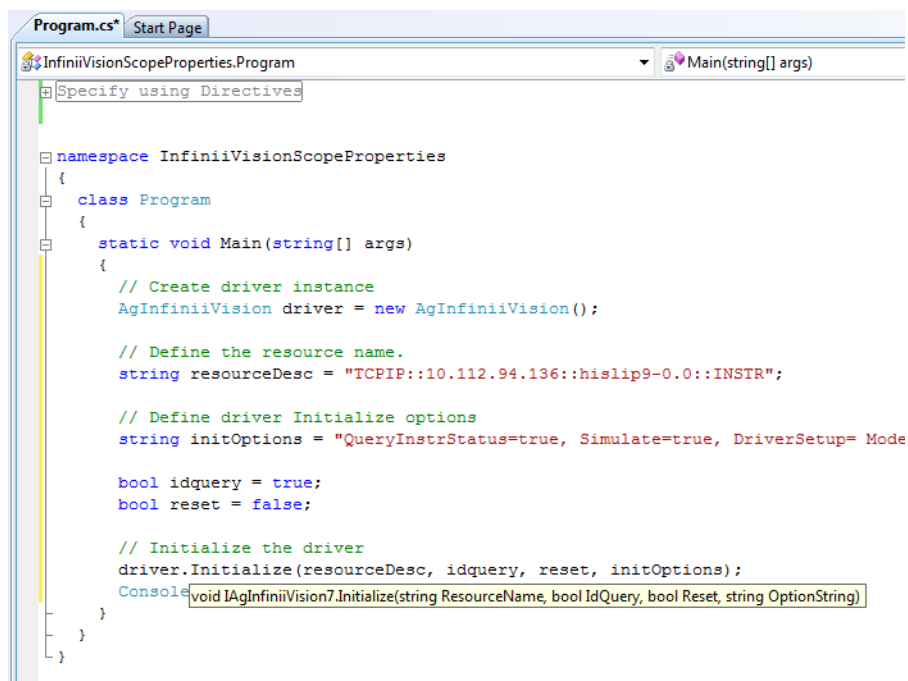 Program.cs* Start Page
InfiniiVisionScopeProperties.Program Main(string[] args)
Specify using Directives
namespace InfiniiVisionScopeProperties
{
class Program
{
static void Main(string[] args)
{
// Create driver instance
AgInfiniiVision driver = new AgInfiniiVision();
// Define the resource name.
string resourceDesc = "TCPIP::10.112.94.136::hislip9-0.0::INSTR";
// Define driver Initialize options
string initOptions = "QueryInstrStatus=true, Simulate=true, DriverSetup= Mode
bool idquery = true;
bool reset = false;
// Initialize the driver
driver.Initialize(resourceDesc, idquery, reset, initOptions);
Console
void IAgInfiniiVision7.Initialize(string ResourceName, bool IdQuery, bool Reset, string OptionString)
}
}
}